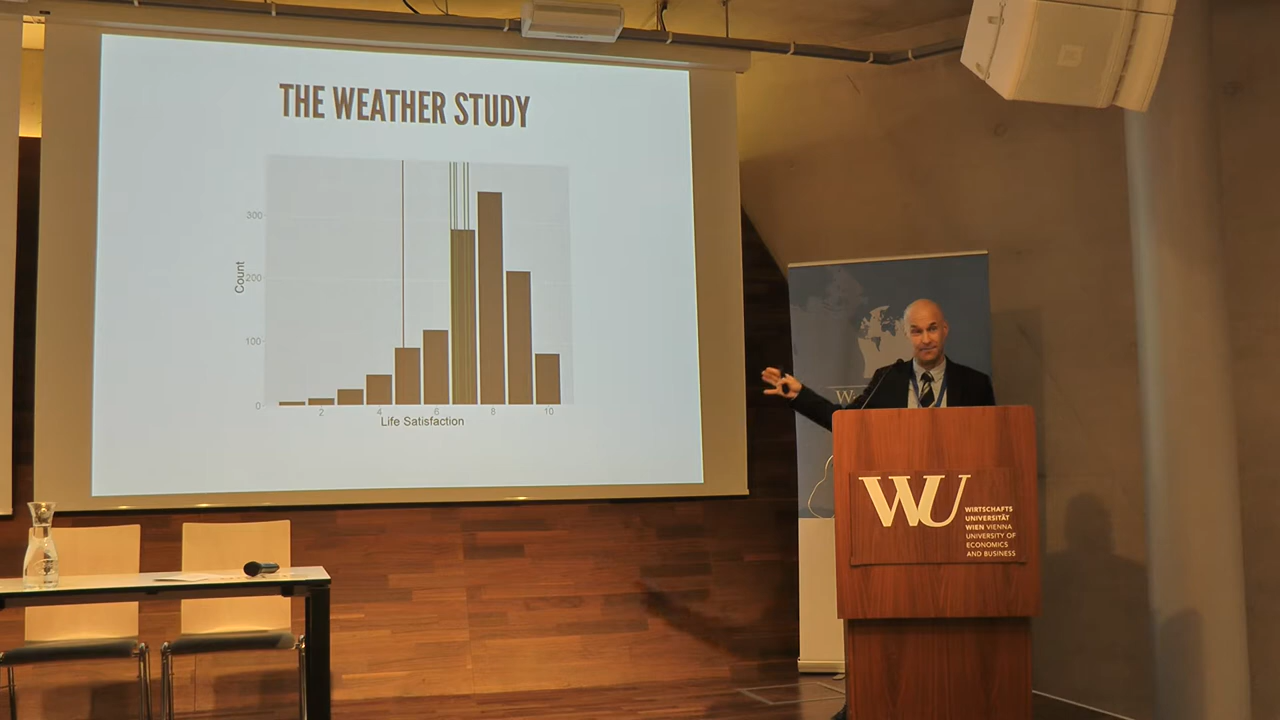 THE WEATHER STUDY
300
200
100
0
Count
2 4 6 8 10
Life Satisfaction
WU
WIRTSCHAFTS
UNIVERSITÄT
WIEN VIENNA
UNIVERSITY OF
ECONOMICS
AND BUSINESS